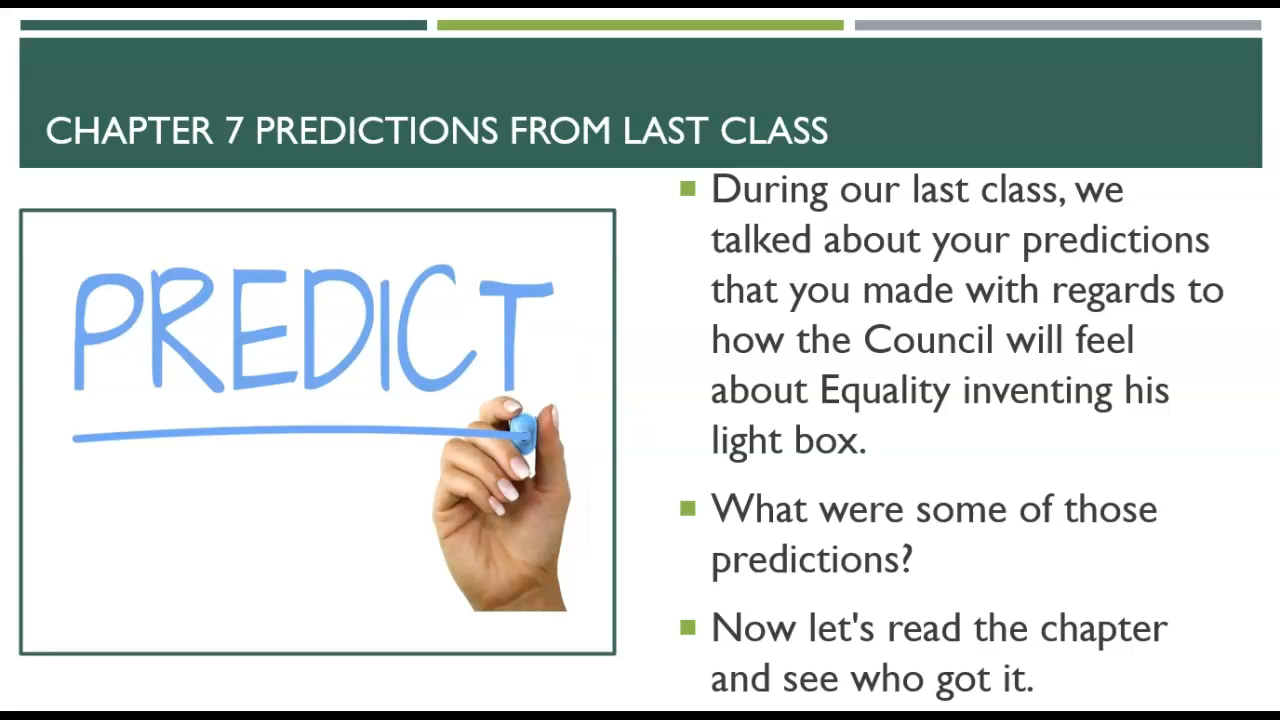 CHAPTER 7 PREDICTIONS FROM LAST CLASS
PREDICT
During our last class, we
talked about your predictions
that you made with regards to
how the Council will feel
about Equality inventing his
light box.
What were some of those
predictions?
Now let's read the chapter
and see who got it.